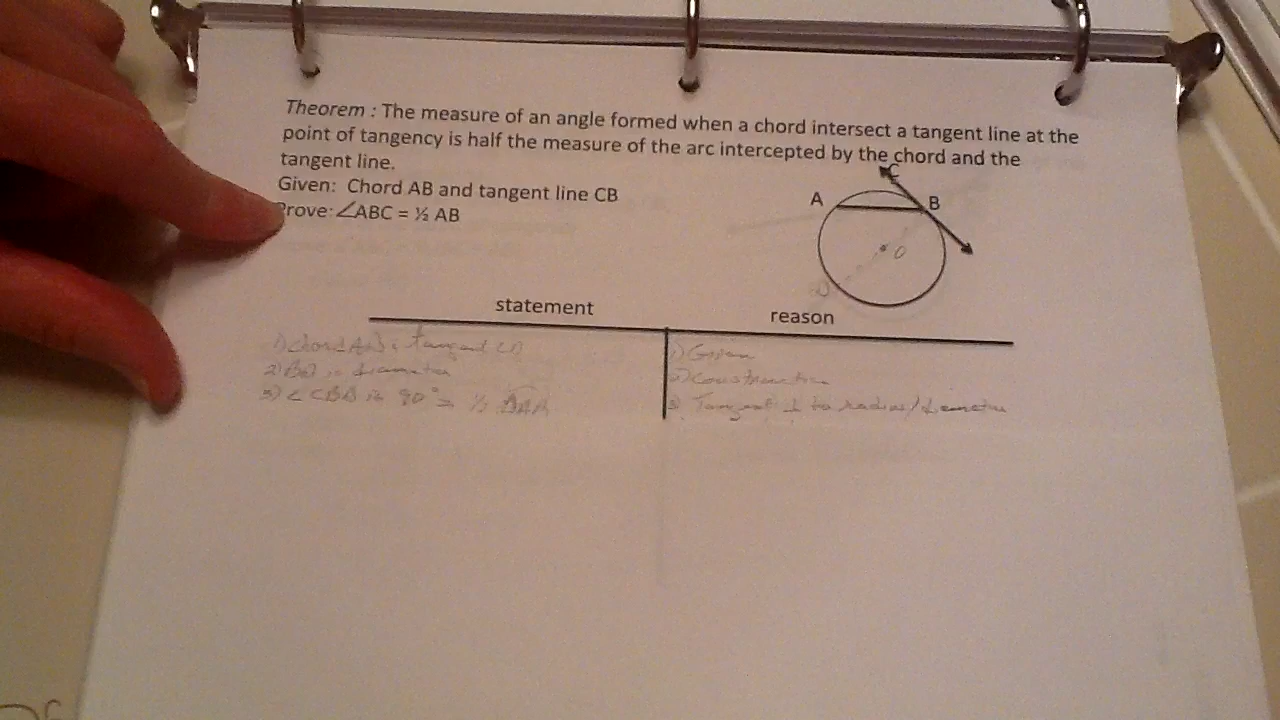 Theorem : The measure of an angle formed when a chord intersect a tangent line at the
point of tangency is half the measure of the arc intercepted by the chord and the
tangent line.
Given: Chord AB and tangent line CB
Prove: ∠ABC = ½ AB
C
A
B
O
D
statement
reason
1) Chord AB & tangent
1) Given
2) BD is diameter
2) Construction
3) ∠ CBD is 90° = ½
3) Tangent ⊥ to radius/diameter